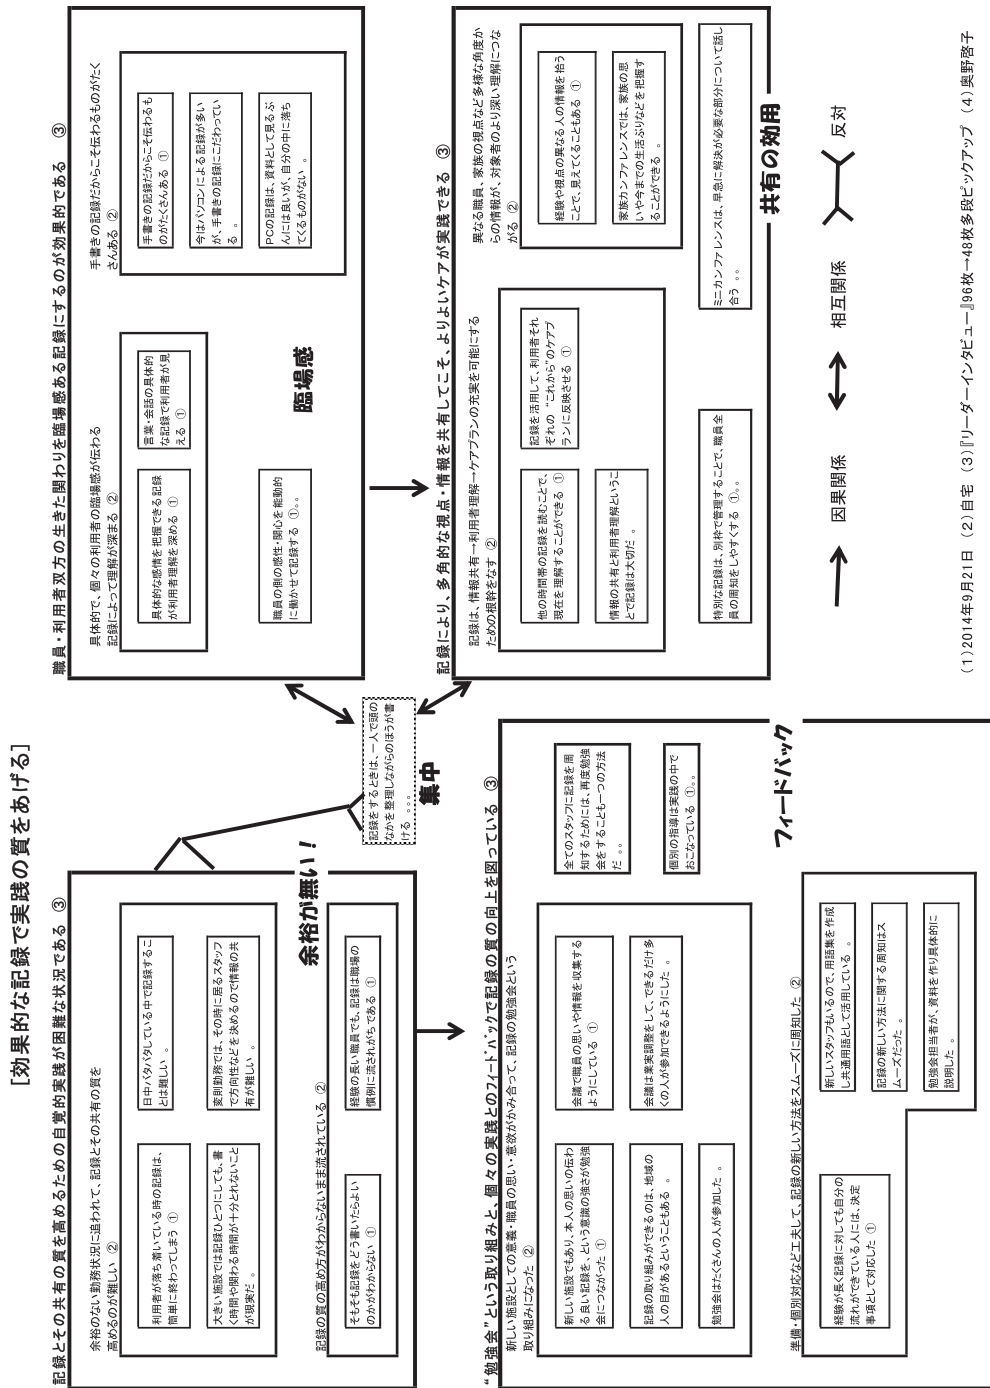 [効果的な記録で実践の質をあげる]
記録とその共有の質を高めるための自覚的実践が困難な状況である ③
余裕のない勤務状況に追われて、記録とその共有の質を
高めるのが難しい ②
利用者が落ち着いている時の記録は、
簡単に終わってしまう ①
日中バタバタしている中で記録するこ
とは難しい 。
大きい施設では記録ひとつにしても、書
く時間や関わる時間が十分とれないこと
が現実だ 。
変則勤務では、その時に居るスタッフ
で方向性などを決めるので情報の共
有が難しい 。
余裕が無い!
記録の質の高め方がわからないまま流されている ②
そもそも記録をどう書いたらよい
のかがわからない ①
経験の長い職員でも、記録は職場の
慣例に流されがちである ①
職員・利用者双方の生きた関わりを臨場感ある記録にするのが効果的である ③
具体的で、個々の利用者の臨場感が伝わる
記録によって理解が深まる ②
具体的な感情を把握できる記録
が利用者理解を深める ①
言葉・会話の具体的
な記録で利用者が見
える ①
職員の側の感性・関心を能動的
に働かせて記録する ①。。
臨場感
手書きの記録だからこそ伝わるものがたく
さんある ②
手書きの記録だからこそ伝わるも
のがたくさんある ①
今はパソコンによる記録が多い
が、手書きの記録にこだわってい
る 。
PCの記録は、資料として見るぶ
んには良いが、自分の中に落ち
てくるものがない 。
記録をするときは、一人で頭の
なかを整理しながらのほうが書
ける 。。。
集中
記録により、多角的な視点・情報を共有してこそ、よりよいケアが実践できる ③
記録は、情報共有→利用者理解→ケアプランの充実を可能にする
ための根幹をなす ②
他の時間帯の記録を読むことで、
現在を理解することができる ①
記録を活用して、利用者それ
ぞれの“これから”のケアプ
ランに反映させる ①
情報の共有と利用者理解というこ
とで記録は大切だ 。
異なる職員、家族の視点など多様な角度か
らの情報が、対象者のより深い理解につな
がる ②
経験や視点の異なる人の情報を拾う
ことで、見えてくることもある ①
家族カンファレンスでは、家族の思
いや今までの生活ぶりなどを把握す
ることができる 。
特別な記録は、別枠で管理することで、職員全
員の周知をしやすくする ①。。
ミニカンファレンスは、早急に解決が必要な部分について話し
合う 。。
共有の効用
“勉強会”という取り組みと、個々の実践とのフィードバックで記録の質の向上を図っている ③
新しい施設としての意義・職員の思い・意欲がかみ合って、記録の勉強会という
取り組みになった ②
新しい施設でもあり、本人の思いの伝わ
る良い記録を、という意識の強さが勉強
会につながった ①
会議で職員の思いや情報を収集する
ようにしている ①
記録の取り組みができるのは、地域の
人の目があるということもある 。
会議は業実調整をして、できるだけ多
くの人が参加できるようにした 。
勉強会はたくさんの人が参加した 。
全てのスタッフに記録を周
知するためには、再度勉強
会をすることも一つの方法
だ 。。
個別の指導は実践の中で
おこなっている ①。。
フィードバック
準備・個別対応など工夫して、記録の新しい方法をスムーズに周知した ②
経験が長く記録に対しても自分の
流れができている人には、決定
事項として対応した ①
新しいスタッフもいるので、用語集を作成
し共通用語として活用している 。
記録の新しい方法に関する周知はス
ムーズだった 。
勉強会担当者が、資料を作り具体的に
説明した 。
因果関係
相互関係
反対
(1)2014年9月21日 (2)自宅 (3)『リーダーインタビュー』96枚→48枚多段ピックアップ (4)奥野啓子